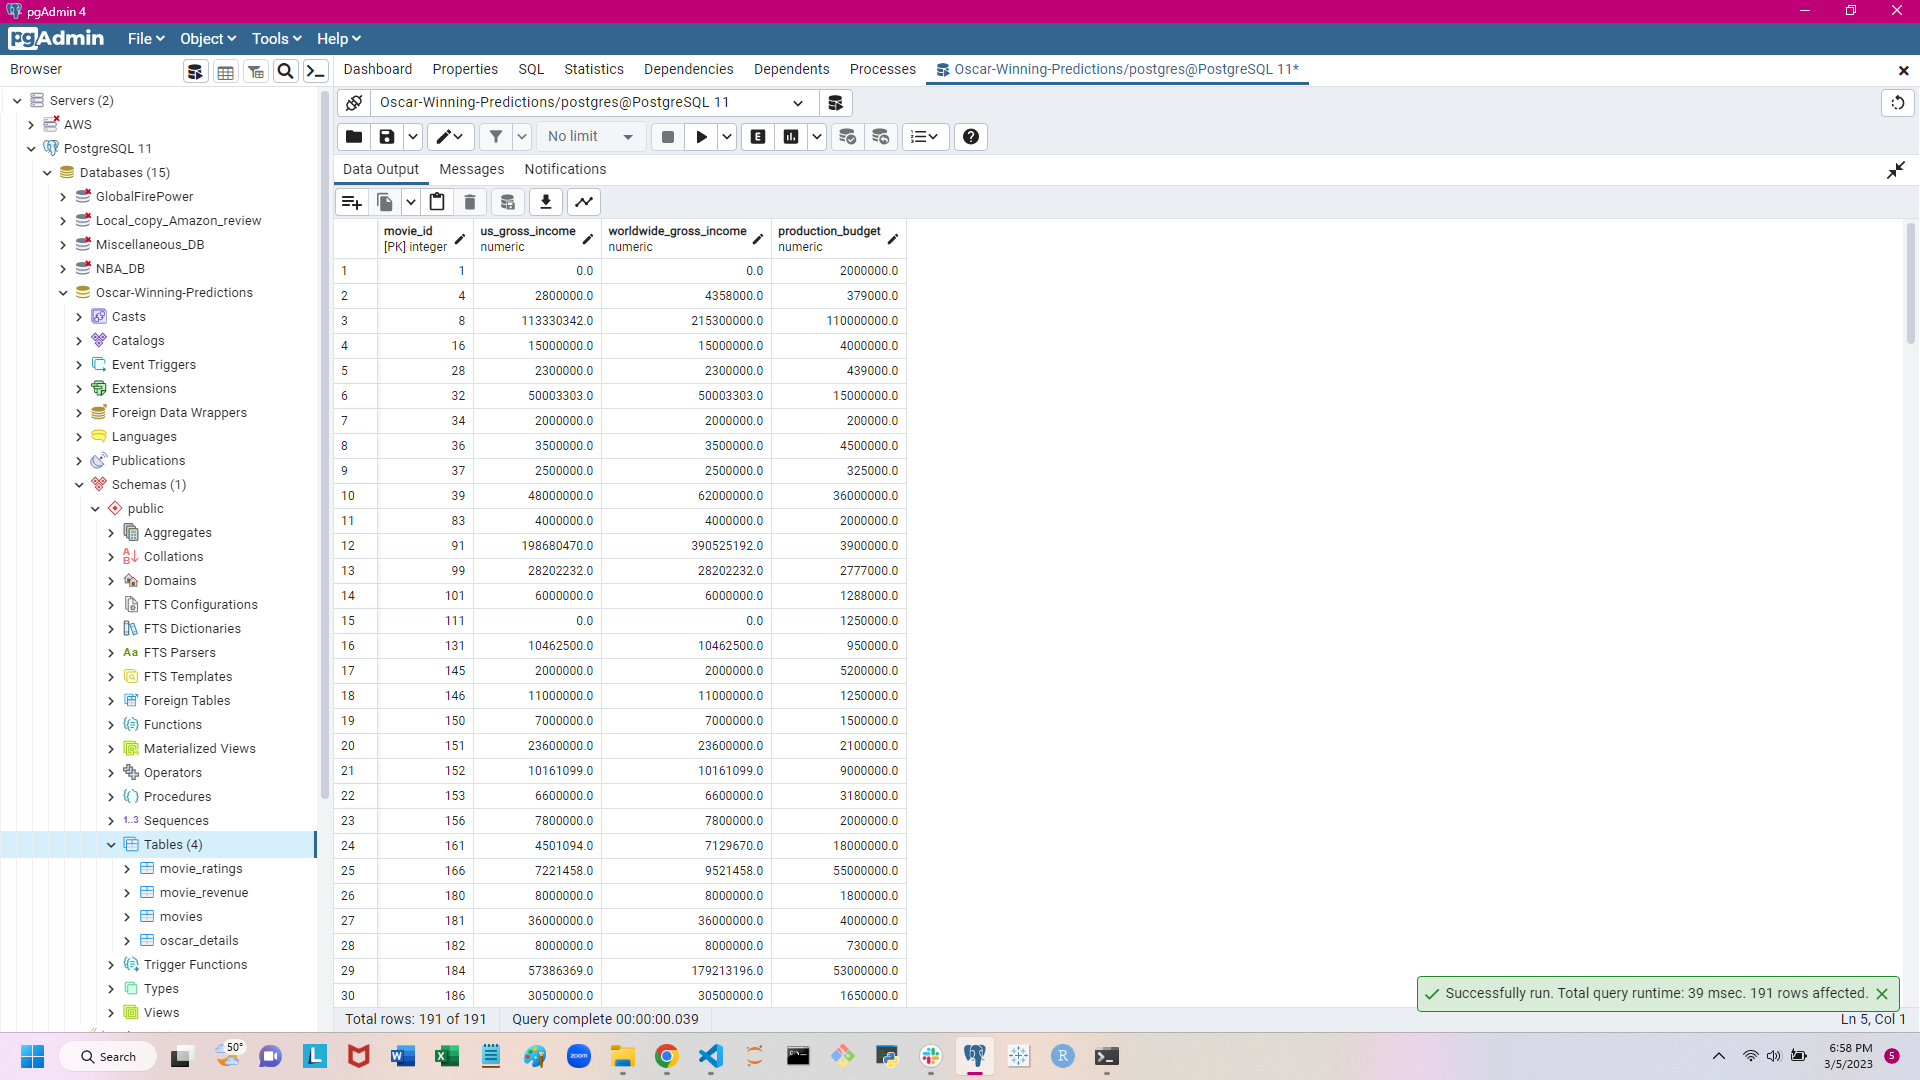 pgAdmin 4
pgAdmin File Object Tools Help
Browser
Dashboard Properties SQL Statistics Dependencies Dependents Processes Oscar-Winning-Predictions/postgres@PostgreSQL 11*
Oscar-Winning-Predictions/postgres@PostgreSQL 11
No limit
E
Data Output Messages Notifications
Servers (2)
AWS
PostgreSQL 11
Databases (15)
GlobalFirePower
Local_copy_Amazon_review
Miscellaneous_DB
NBA_DB
Oscar-Winning-Predictions
Casts
Catalogs
Event Triggers
Extensions
Foreign Data Wrappers
Languages
Publications
Schemas (1)
public
Aggregates
Collations
Domains
FTS Configurations
FTS Dictionaries
Aa FTS Parsers
FTS Templates
Foreign Tables
Functions
Materialized Views
Operators
Procedures
1..3 Sequences
Tables (4)
movie_ratings
movie_revenue
movies
oscar_details
Trigger Functions
Types
Views
movie_id us_gross_income worldwide_gross_income production_budget
[PK] integer numeric numeric numeric
1 1 0.0 0.0 2000000.0
2 4 2800000.0 4358000.0 379000.0
3 8 113330342.0 215300000.0 110000000.0
4 16 15000000.0 15000000.0 4000000.0
5 28 2300000.0 2300000.0 439000.0
6 32 50003303.0 50003303.0 15000000.0
7 34 2000000.0 2000000.0 200000.0
8 36 3500000.0 3500000.0 4500000.0
9 37 2500000.0 2500000.0 325000.0
10 39 48000000.0 62000000.0 36000000.0
11 83 4000000.0 4000000.0 2000000.0
12 91 198680470.0 390525192.0 3900000.0
13 99 28202232.0 28202232.0 2777000.0
14 101 6000000.0 6000000.0 1288000.0
15 111 0.0 0.0 1250000.0
16 131 10462500.0 10462500.0 950000.0
17 145 2000000.0 2000000.0 5200000.0
18 146 11000000.0 11000000.0 1250000.0
19 150 7000000.0 7000000.0 1500000.0
20 151 23600000.0 23600000.0 2100000.0
21 152 10161099.0 10161099.0 9000000.0
22 153 6600000.0 6600000.0 3180000.0
23 156 7800000.0 7800000.0 2000000.0
24 161 4501094.0 7129670.0 18000000.0
25 166 7221458.0 9521458.0 55000000.0
26 180 8000000.0 8000000.0 1800000.0
27 181 36000000.0 36000000.0 4000000.0
28 182 8000000.0 8000000.0 730000.0
29 184 57386369.0 179213196.0 53000000.0
30 186 30500000.0 30500000.0 1650000.0
Successfully run. Total query runtime: 39 msec. 191 rows affected.
Total rows: 191 of 191 Query complete 00:00:00.039 Ln 5, Col 1
Search 50° L W X zoom R 6:58 PM 5
3/5/2023